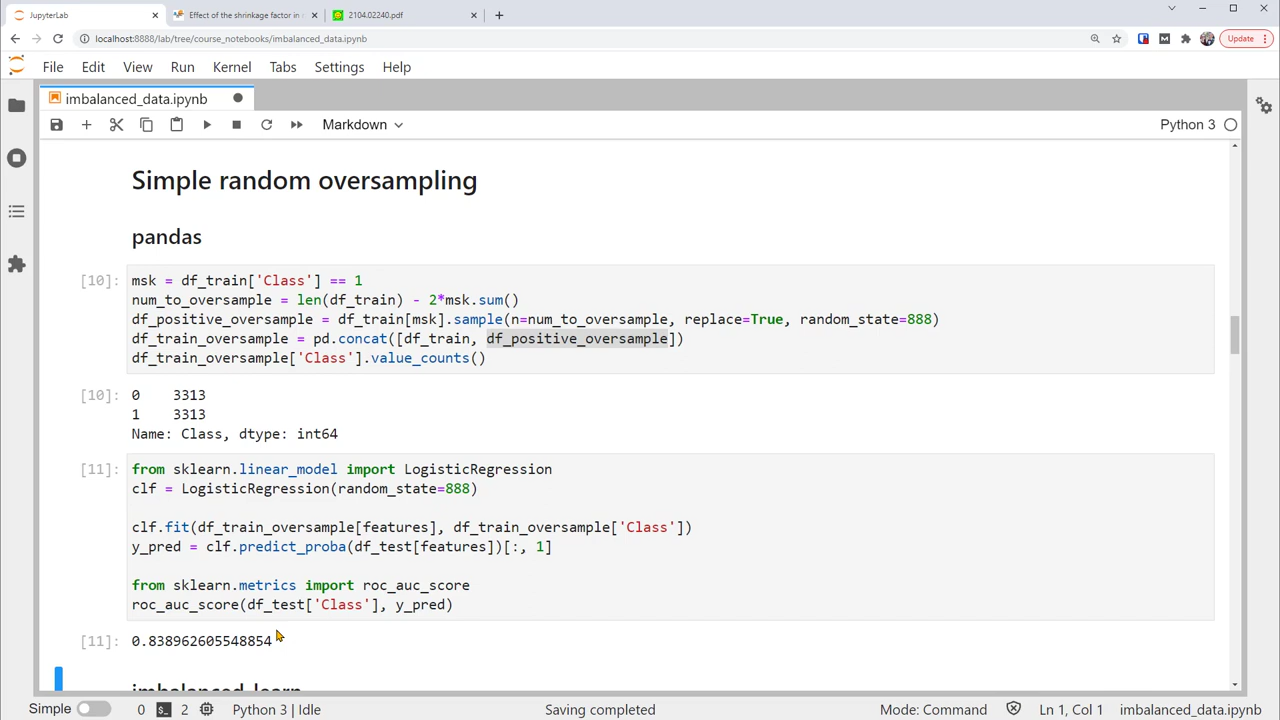 JupyterLab
Effect of the shrinkage factor in
2104.02240.pdf
localhost:8888/lab/tree/course_notebooks/imbalanced_data.ipynb
Update
File Edit View Run Kernel Tabs Settings Help
imbalanced_data.ipynb
Markdown
Python 3
Simple random oversampling
pandas
[10]: msk = df_train['Class'] == 1
num_to_oversample = len(df_train) - 2*msk.sum()
df_positive_oversample = df_train[msk].sample(n=num_to_oversample, replace=True, random_state=888)
df_train_oversample = pd.concat([df_train, df_positive_oversample])
df_train_oversample['Class'].value_counts()
[10]: 0 3313
1 3313
Name: Class, dtype: int64
[11]: from sklearn.linear_model import LogisticRegression
clf = LogisticRegression(random_state=888)
clf.fit(df_train_oversample[features], df_train_oversample['Class'])
y_pred = clf.predict_proba(df_test[features])[:, 1]
from sklearn.metrics import roc_auc_score
roc_auc_score(df_test['Class'], y_pred)
[11]: 0.838962605548854
imbalanced-learn
Simple 0 2 Python 3 | Idle Saving completed Mode: Command Ln 1, Col 1 imbalanced_data.ipynb